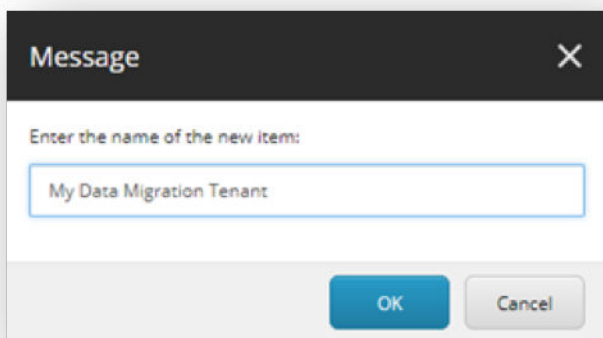 Message
Enter the name of the new item:
My Data Migration Tenant
OK Cancel